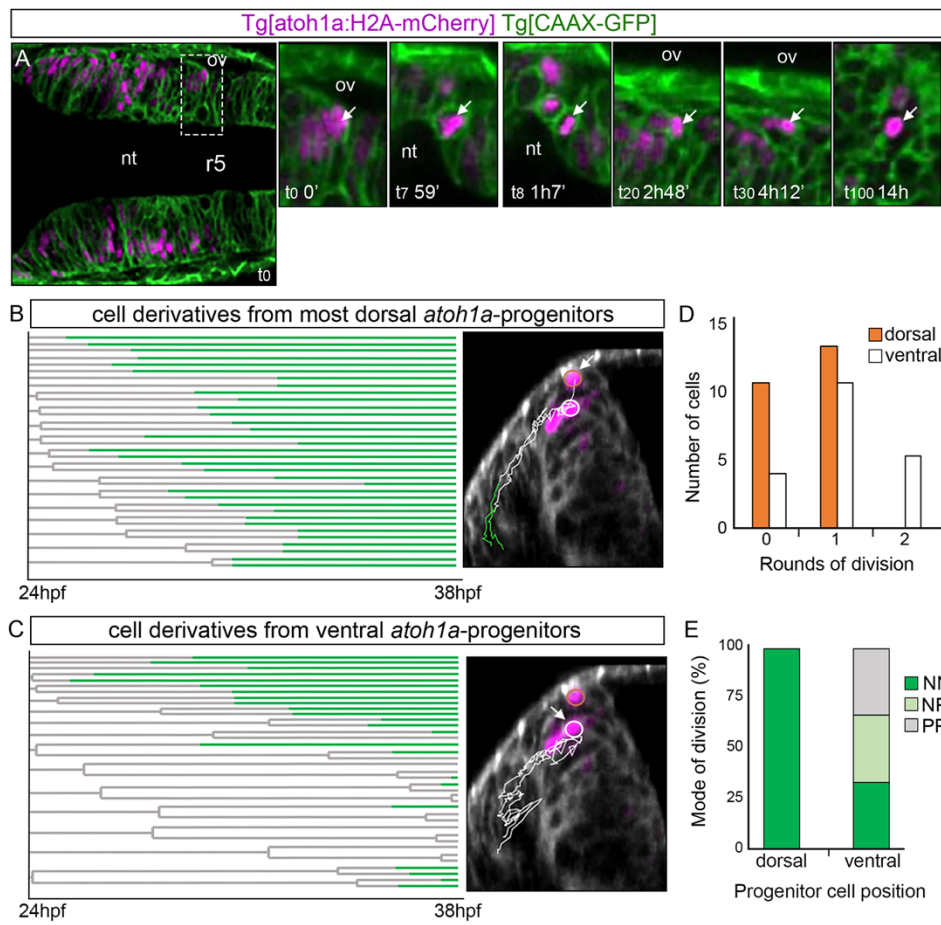 Tg[atoh1a:H2A-mCherry] Tg[CAAX-GFP]
A
ov
nt
r5
t0
ov
t0 0'
nt
t7 59'
nt
t8 1h7'
ov
t20 2h48'
ov
t30 4h12'
t100 14h
B
cell derivatives from most dorsal atoh1a-progenitors
24hpf
38hpf
C
cell derivatives from ventral atoh1a-progenitors
24hpf
38hpf
D
15
10
5
0
Number of cells
dorsal
ventral
0
1
2
Rounds of division
E
100
75
50
25
0
Mode of division (%)
NN
dorsal
ventral
Progenitor cell position